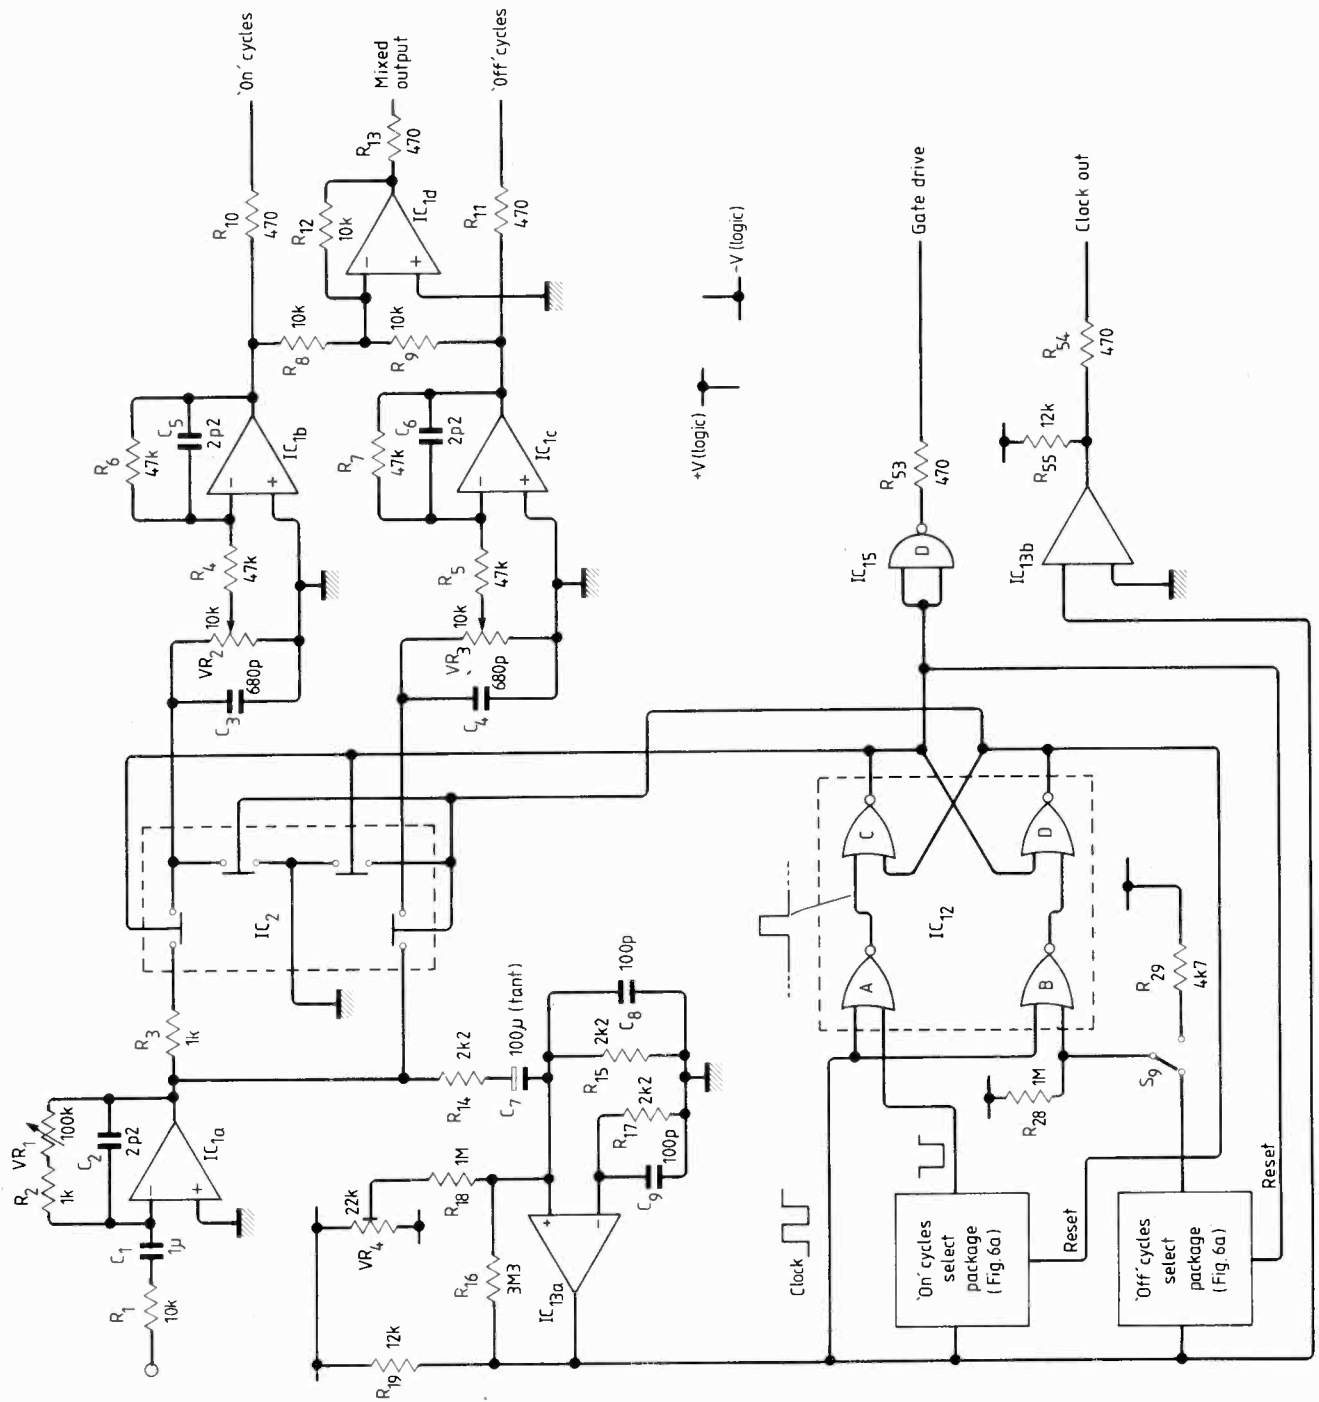 R1
10k
C1
1µ
R2
1k
VR1
100k
C2
2p2
IC1a
−
+
R3
1k
IC2
C3
680p
VR2
10k
R4
47k
R6
47k
C5
2p2
IC1b
−
+
R10
470
'On' cycles
R8
10k
R9
10k
R12
10k
IC1d
−
+
R13
470
Mixed
output
C4
680p
VR3
10k
R5
47k
R7
47k
C6
2p2
IC1c
−
+
R11
470
'Off' cycles
+V (logic)
−V (logic)
R14
2k2
C7
100µ (tant)
R15
2k2
C8
100p
R17
2k2
C9
100p
VR4
22k
R18
1M
R16
3M3
IC13a
+
−
R19
12k
Clock
'On' cycles
select
package
(Fig. 6a)
Reset
'Off' cycles
select
package
(Fig. 6a)
Reset
R28
1M
S9
R29
4k7
IC12
A
B
C
D
IC15
D
R53
470
Gate drive
IC13b
R55
12k
R54
470
Clock out